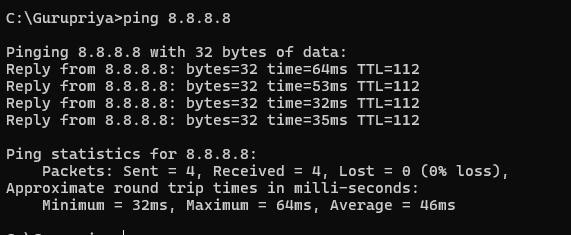 C:\Gurupriya>ping 8.8.8.8
Pinging 8.8.8.8 with 32 bytes of data:
Reply from 8.8.8.8: bytes=32 time=64ms TTL=112
Reply from 8.8.8.8: bytes=32 time=53ms TTL=112
Reply from 8.8.8.8: bytes=32 time=32ms TTL=112
Reply from 8.8.8.8: bytes=32 time=35ms TTL=112
Ping statistics for 8.8.8.8:
    Packets: Sent = 4, Received = 4, Lost = 0 (0% loss),
Approximate round trip times in milli-seconds:
    Minimum = 32ms, Maximum = 64ms, Average = 46ms